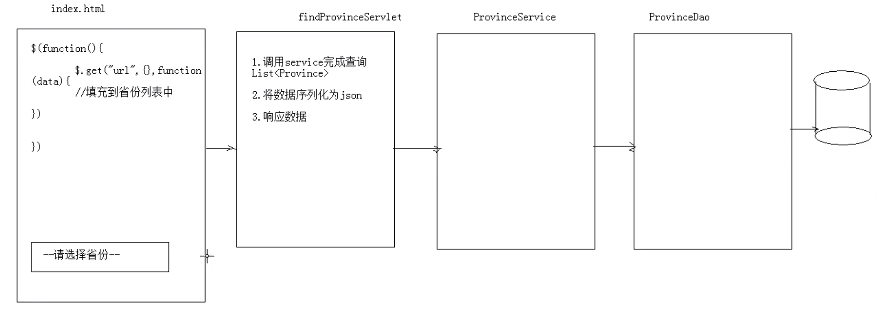 index.html
findProvinceServlet
ProvinceService
ProvinceDao
$(function(){
$.get("url",{},function
(data){
//填充到省份列表中
})
})
--请选择省份--
1.调用service完成查询
List<Province>
2.将数据序列化为json
3.响应数据